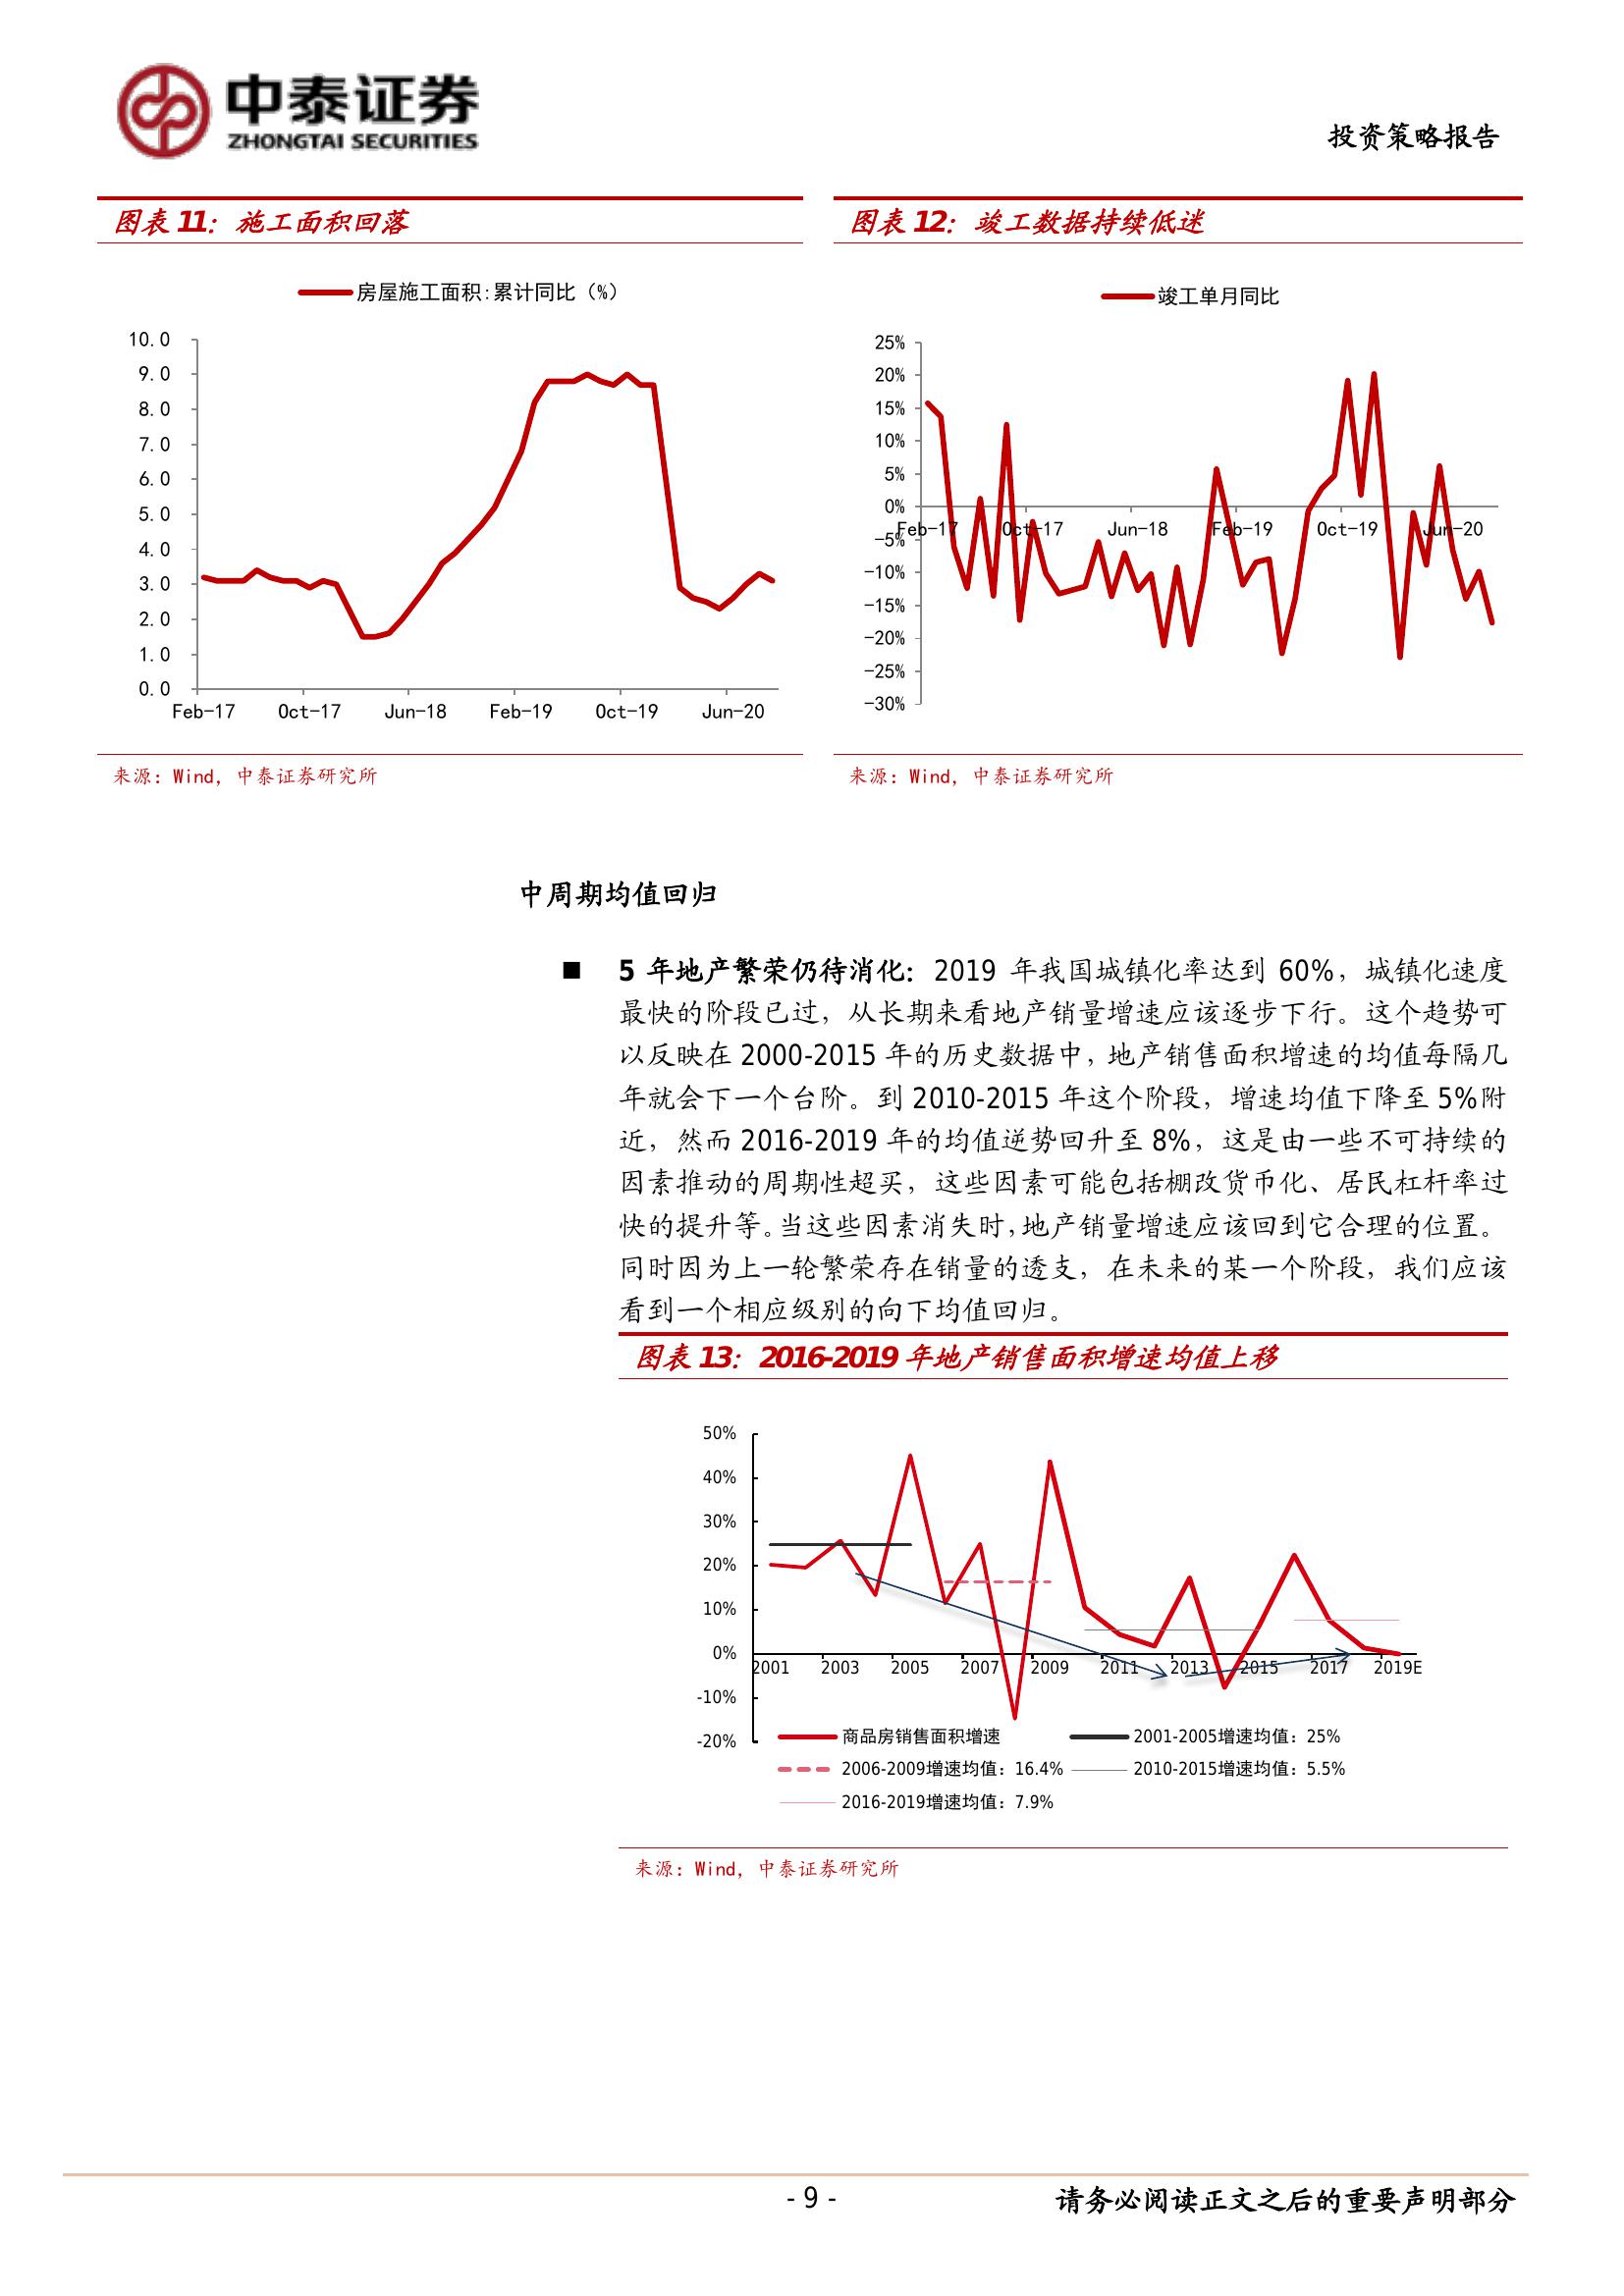 中泰证券
ZHONGTAI SECURITIES
投资策略报告
图表 11：施工面积回落
房屋施工面积:累计同比（%）
10.0
9.0
8.0
7.0
6.0
5.0
4.0
3.0
2.0
1.0
0.0
Feb-17 Oct-17 Jun-18 Feb-19 Oct-19 Jun-20
来源：Wind，中泰证券研究所
图表 12：竣工数据持续低迷
竣工单月同比
25%
20%
15%
10%
5%
0%
-5%
-10%
-15%
-20%
-25%
-30%
Feb-17 Oct-17 Jun-18 Feb-19 Oct-19 Jun-20
来源：Wind，中泰证券研究所
中周期均值回归
■ 5 年地产繁荣仍待消化：2019 年我国城镇化率达到 60%，城镇化速度
最快的阶段已过，从长期来看地产销量增速应该逐步下行。这个趋势可
以反映在 2000-2015 年的历史数据中，地产销售面积增速的均值每隔几
年就会下一个台阶。到 2010-2015 年这个阶段，增速均值下降至 5%附
近，然而 2016-2019 年的均值逆势回升至 8%，这是由一些不可持续的
因素推动的周期性超买，这些因素可能包括棚改货币化、居民杠杆率过
快的提升等。当这些因素消失时，地产销量增速应该回到它合理的位置。
同时因为上一轮繁荣存在销量的透支，在未来的某一个阶段，我们应该
看到一个相应级别的向下均值回归。
图表 13：2016-2019 年地产销售面积增速均值上移
50%
40%
30%
20%
10%
0%
-10%
-20%
2001 2003 2005 2007 2009 2011 2013 2015 2017 2019E
商品房销售面积增速 2001-2005增速均值：25%
2006-2009增速均值：16.4% 2010-2015增速均值：5.5%
2016-2019增速均值：7.9%
来源：Wind，中泰证券研究所
- 9 -
请务必阅读正文之后的重要声明部分